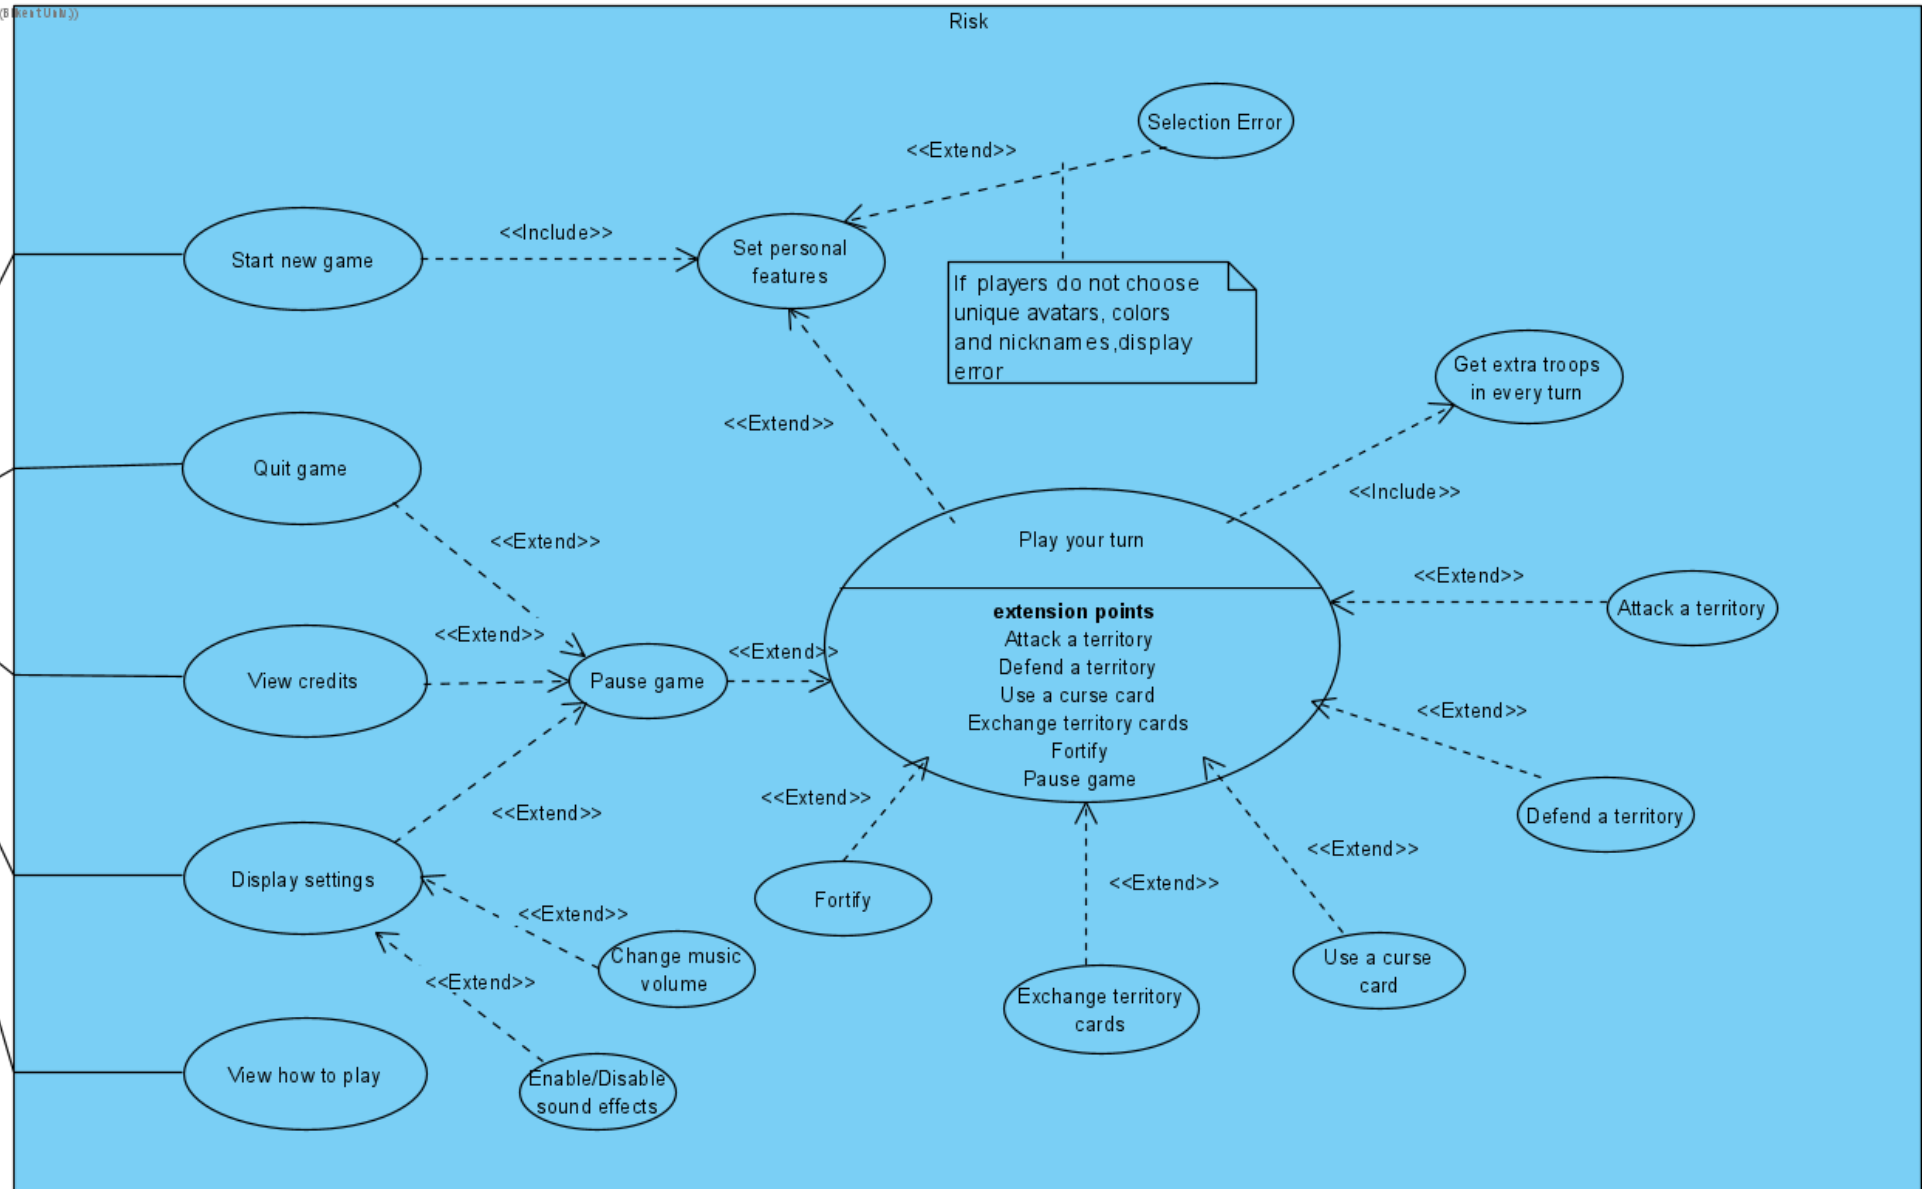 Risk
Selection Error
<<Extend>>
<<Include>>
Start new game
Set personal
features
If players do not choose
unique avatars, colors
and nicknames,display
error
Get extra troops
in every turn
<<Extend>>
<<Include>>
Quit game
<<Extend>>
Play your turn
extension points
Attack a territory
Defend a territory
Use a curse card
Exchange territory cards
Fortify
Pause game
<<Extend>>
Attack a territory
<<Extend>>
<<Extend>>
View credits
Pause game
<<Extend>>
Defend a territory
<<Extend>>
<<Extend>>
<<Extend>>
Display settings
Fortify
<<Extend>>
<<Extend>>
Change music
volume
Use a curse
card
<<Extend>>
Exchange territory
cards
View how to play
Enable/Disable
sound effects